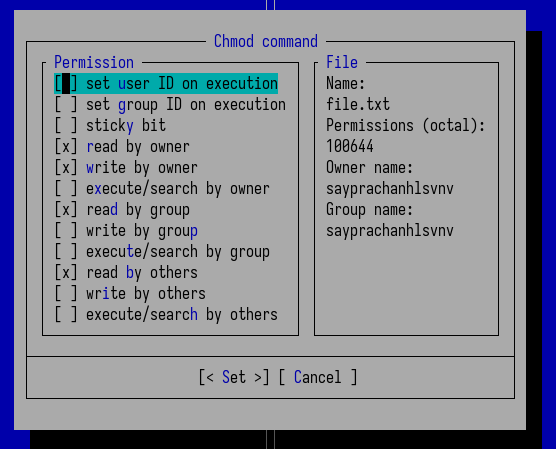 Chmod command
Permission
[ ] set user ID on execution
[ ] set group ID on execution
[ ] sticky bit
[x] read by owner
[x] write by owner
[ ] execute/search by owner
[x] read by group
[ ] write by group
[ ] execute/search by group
[x] read by others
[ ] write by others
[ ] execute/search by others
File
Name:
file.txt
Permissions (octal):
100644
Owner name:
sayprachanhlsvnv
Group name:
sayprachanhlsvnv
[< Set >] [ Cancel ]